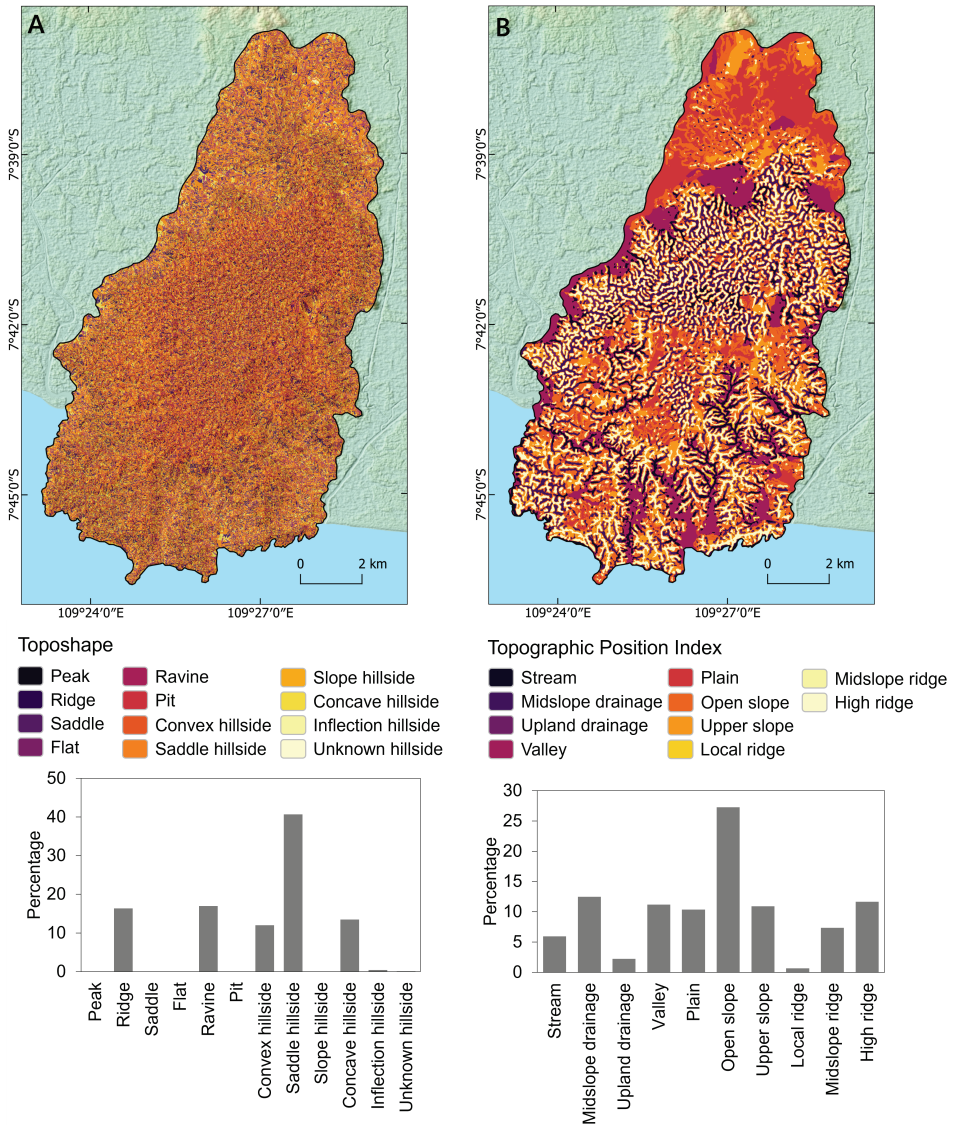 A
B
7°39′0″S
7°42′0″S
7°45′0″S
0 2 km
109°24′0″E 109°27′0″E
7°39′0″S
7°42′0″S
7°45′0″S
0 2 km
109°24′0″E 109°27′0″E
Toposhape
Peak
Ridge
Saddle
Flat
Ravine
Pit
Convex hillside
Saddle hillside
Slope hillside
Concave hillside
Inflection hillside
Unknown hillside
Topographic Position Index
Stream
Midslope drainage
Upland drainage
Valley
Plain
Open slope
Upper slope
Local ridge
Midslope ridge
High ridge
Percentage
50
40
30
20
10
0
Peak
Ridge
Saddle
Flat
Ravine
Pit
Convex hillside
Saddle hillside
Slope hillside
Concave hillside
Inflection hillside
Unknown hillside
Percentage
30
25
20
15
10
5
0
Stream
Midslope drainage
Upland drainage
Valley
Plain
Open slope
Upper slope
Local ridge
Midslope ridge
High ridge